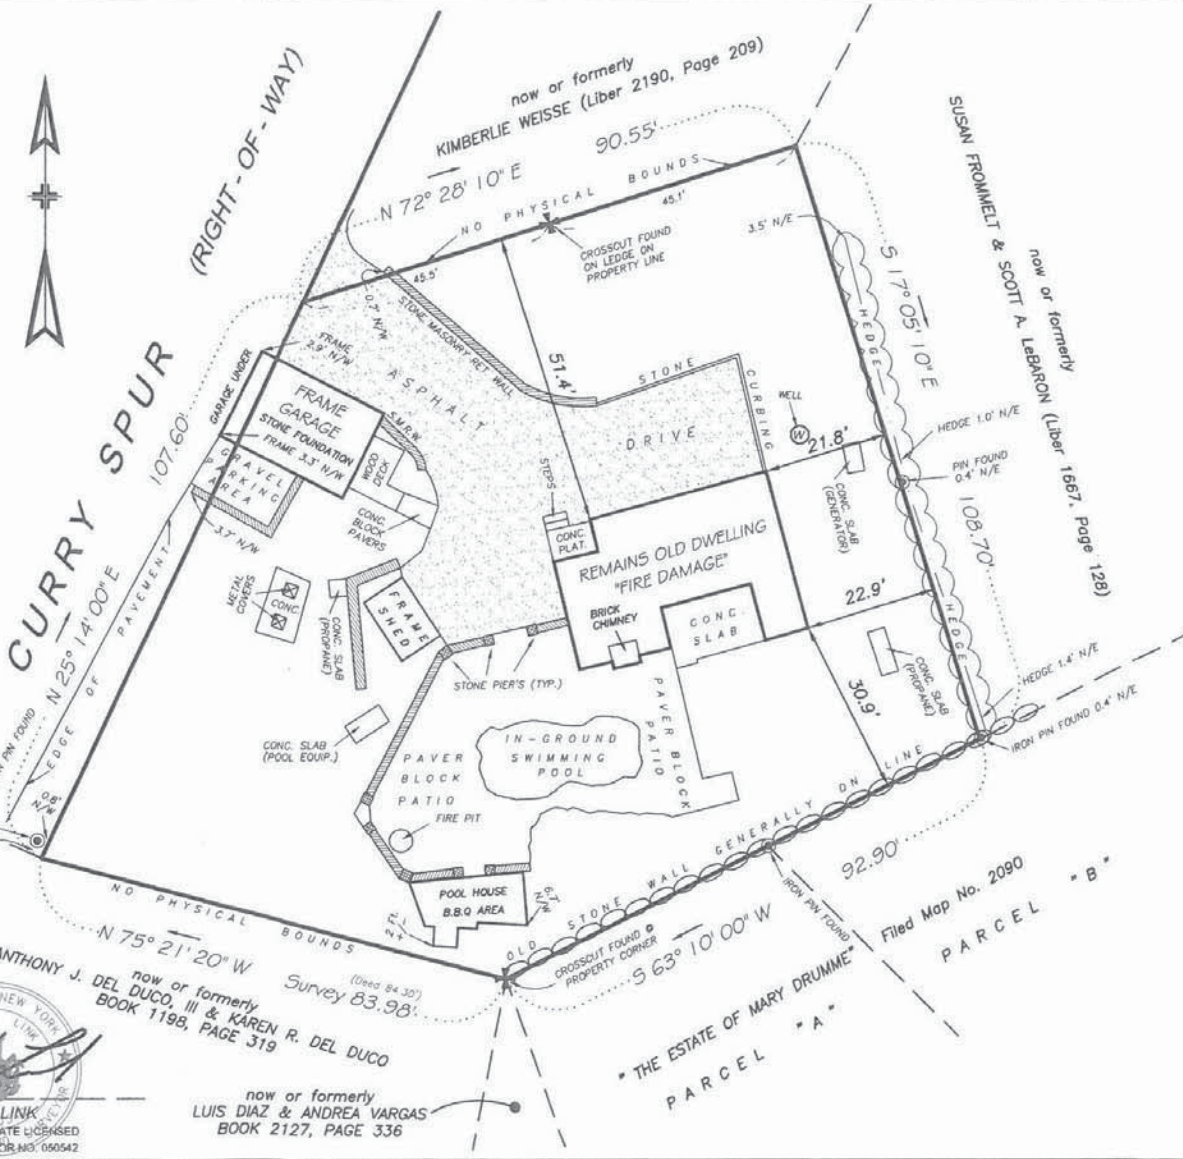 now or formerly
KIMBERLIE WEISSE (Liber 2190, Page 209)
N 72° 28' 10" E
90.55'
NO PHYSICAL BOUNDS
45.5'
45.1'
CROSSCUT FOUND
ON LEDGE ON
PROPERTY LINE
CURRY SPUR
(RIGHT-OF-WAY)
107.60'
N 25° 14' 00" E
EDGE OF PAVEMENT
PIN FOUND
0.8'
N/W
now or formerly
SUSAN FROMMELT & SCOTT A. LeBARON (Liber 1667, Page 128)
S 17° 05' 10" E
108.70'
3.5' N/E
HEDGE
HEDGE 1.0' N/E
PIN FOUND
0.4' N/E
HEDGE
HEDGE 1.4' N/E
IRON PIN FOUND 0.4' N/E
0.7' N/W
STONE MASONRY RET WALL
ASPHALT
DRIVE
STONE
CURBING
51.4'
WELL
W
21.8'
CONC. SLAB
(GENERATOR)
GARAGE UNDER
FRAME
2.9' N/W
FRAME
GARAGE
STONE FOUNDATION
FRAME 3.3' N/W
S.M.R.W.
WOOD
DECK
CONC.
BLOCK
PAVERS
GRAVEL
PARKING
AREA
3.7' N/W
STEPS
CONC.
PLAT.
REMAINS OLD DWELLING
"FIRE DAMAGE"
BRICK
CHIMNEY
CONC.
SLAB
22.9'
CONC. SLAB
(PROPANE)
30.9'
METAL
COVERS
CONC
CONC. SLAB
(PROPANE)
FRAME
SHED
STONE PIER'S (TYP.)
CONC. SLAB
(POOL EQUIP.)
PAVER
BLOCK
PATIO
IN-GROUND
SWIMMING
POOL
PAVER BLOCK
PATIO
FIRE PIT
POOL HOUSE
B.B.Q AREA
6.7'
N/W
OLD STONE WALL GENERALLY ON LINE
IRON PIN FOUND
CROSSCUT FOUND @
PROPERTY CORNER
S 63° 10' 00" W
92.90'
NO PHYSICAL BOUNDS
N 75° 21' 20" W
(Deed 84.30')
Survey 83.98'
now or formerly
ANTHONY J. DEL DUCO, III & KAREN R. DEL DUCO
BOOK 1198, PAGE 319
now or formerly
LUIS DIAZ & ANDREA VARGAS
BOOK 2127, PAGE 336
"THE ESTATE OF MARY DRUMME"
PARCEL "A"
Filed Map No. 2090
PARCEL "B"
NEW YORK
LINK
SURVEYOR
LINK
LICENSED
NO. 050542